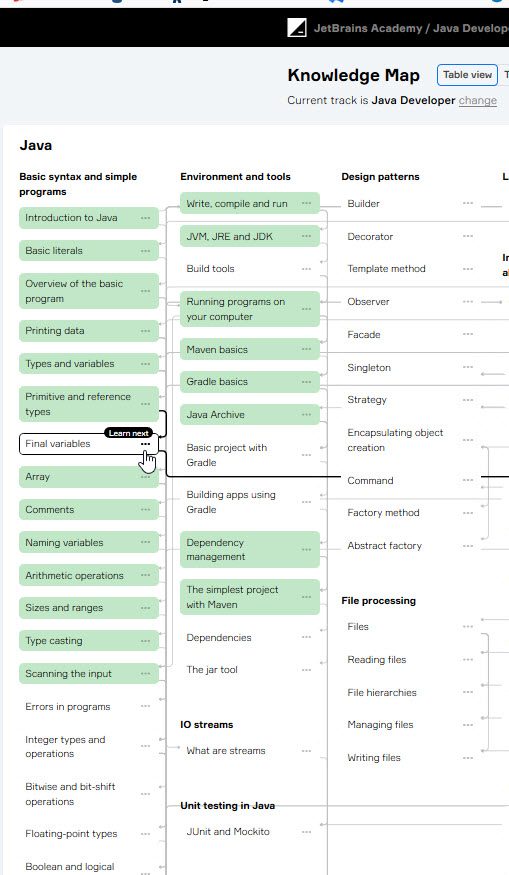 JetBrains Academy / Java Develop
Knowledge Map
Table view
T
Current track is Java Developer change
Java
Basic syntax and simple
programs
Introduction to Java
Basic literals
Overview of the basic
program
Printing data
Types and variables
Primitive and reference
types
Learn next
Final variables
Array
Comments
Naming variables
Arithmetic operations
Sizes and ranges
Type casting
Scanning the input
Errors in programs
Integer types and
operations
Bitwise and bit-shift
operations
Floating-point types
Boolean and logical
Environment and tools
Write, compile and run
JVM, JRE and JDK
Build tools
Running programs on
your computer
Maven basics
Gradle basics
Java Archive
Basic project with
Gradle
Building apps using
Gradle
Dependency
management
The simplest project
with Maven
Dependencies
The jar tool
IO streams
What are streams
Unit testing in Java
JUnit and Mockito
Design patterns
Builder
Decorator
Template method
Observer
Facade
Singleton
Strategy
Encapsulating object
creation
Command
Factory method
Abstract factory
File processing
Files
Reading files
File hierarchies
Managing files
Writing files
L
In
al